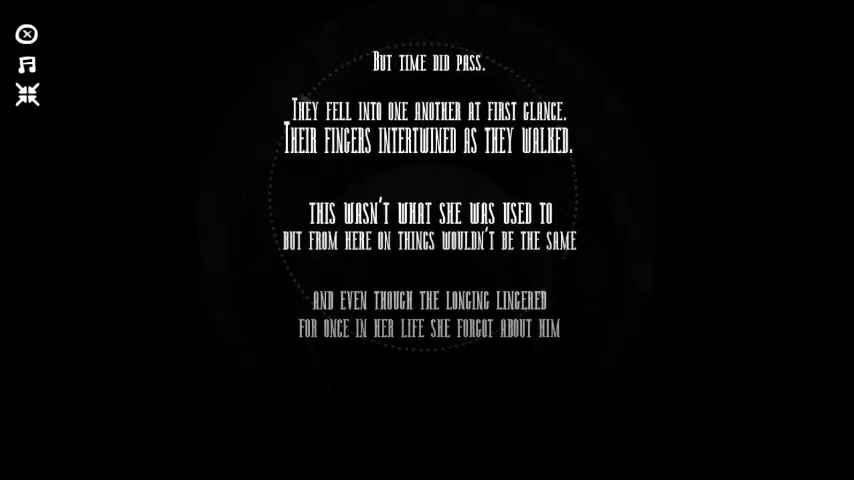 But time did pass.
They fell into one another at first glance.
Their fingers intertwined as they walked.
this wasn't what she was used to
but from here on things wouldn't be the same
and even though the longing lingered
for once in her life she forgot about him